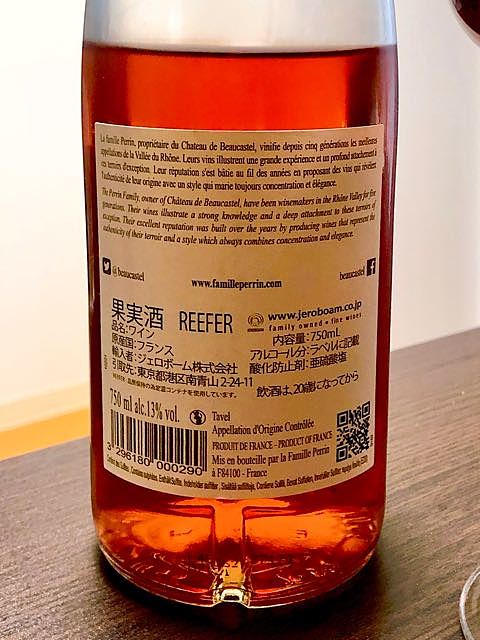 La famille Perrin, propriétaire du Chateau de Beaucastel, vinifie depuis cinq générations les meilleures
appellations de la Vallée du Rhône. Leurs vins illustrent une grande expérience et un profond attachement à
ces terroirs d'exception. Leur réputation s'est bâtie au fil des années en proposant des vins qui révèlent
l'authenticité de leur origine avec un style qui marie toujours concentration et élégance.
The Perrin Family, owner of Château de Beaucastel, have been winemakers in the Rhône Valley for five
generations. Their wines illustrate a strong knowledge and a deep attachment to these terroirs of
exception. Their excellent reputation was built over the years by producing wines that represent the
authenticity of their terroir and a style which always combines concentration and elegance.
@beaucastel
www.familleperrin.com
beaucastel
果実酒 REEFER
www.jeroboam.co.jp
family owned • fine wines
品名:ワイン
原産国:フランス
輸入者:ジェロボーム株式会社
引取先:東京都港区南青山2-24-11
内容量:750mL
アルコール分:ラベルに記載
酸化防止剤:亜硫酸塩
飲酒は、20歳になってから
750 ml alc.13% vol.
Tavel
Appellation d'Origine Contrôlée
PRODUIT DE FRANCE - PRODUCT OF FRANCE
Mis en bouteille par la Famille Perrin
à F84100 - France
3 296180 000290